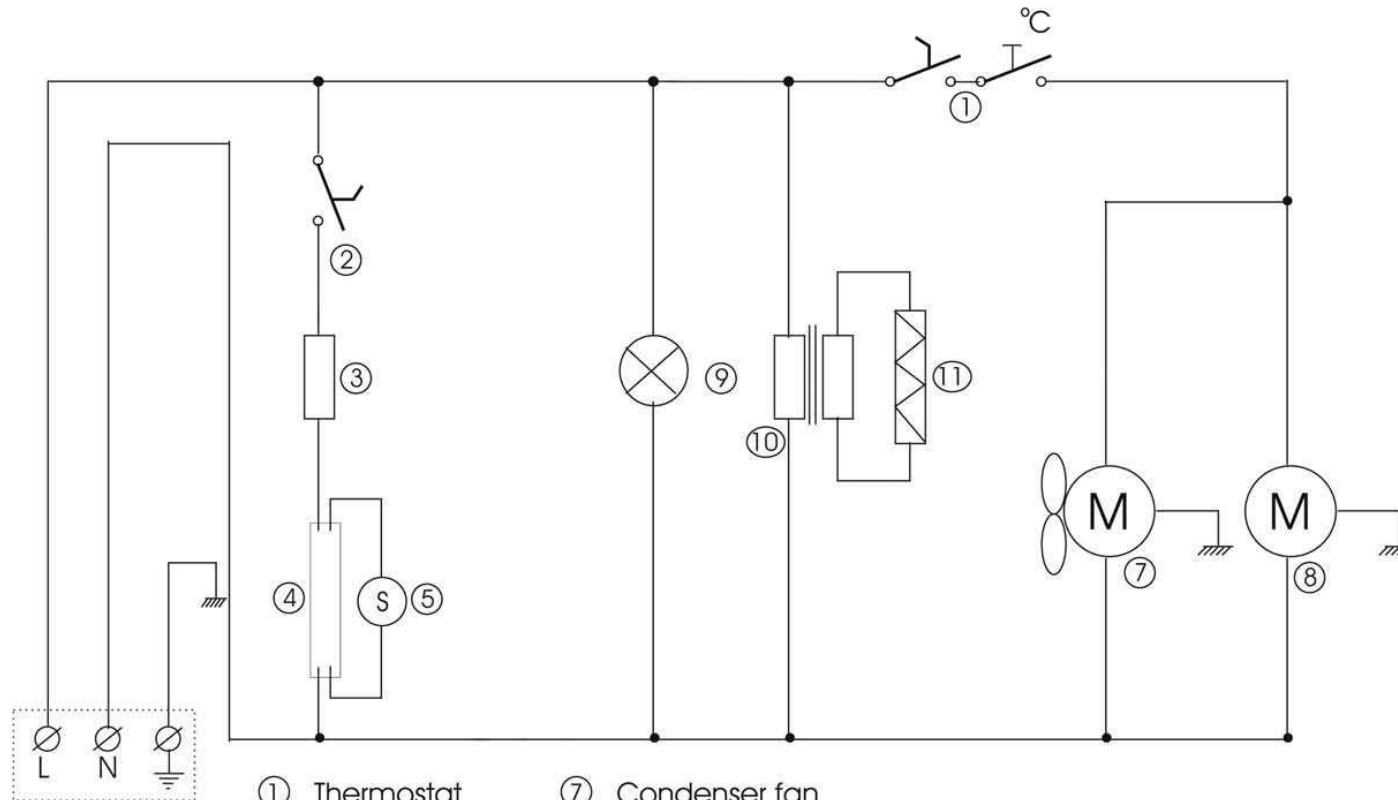 °C
①
②
③
⑨
⑪
⑩
M
M
④
S
⑤
⑦
⑧
L
N
① Thermostat
⑦ Condenser fan